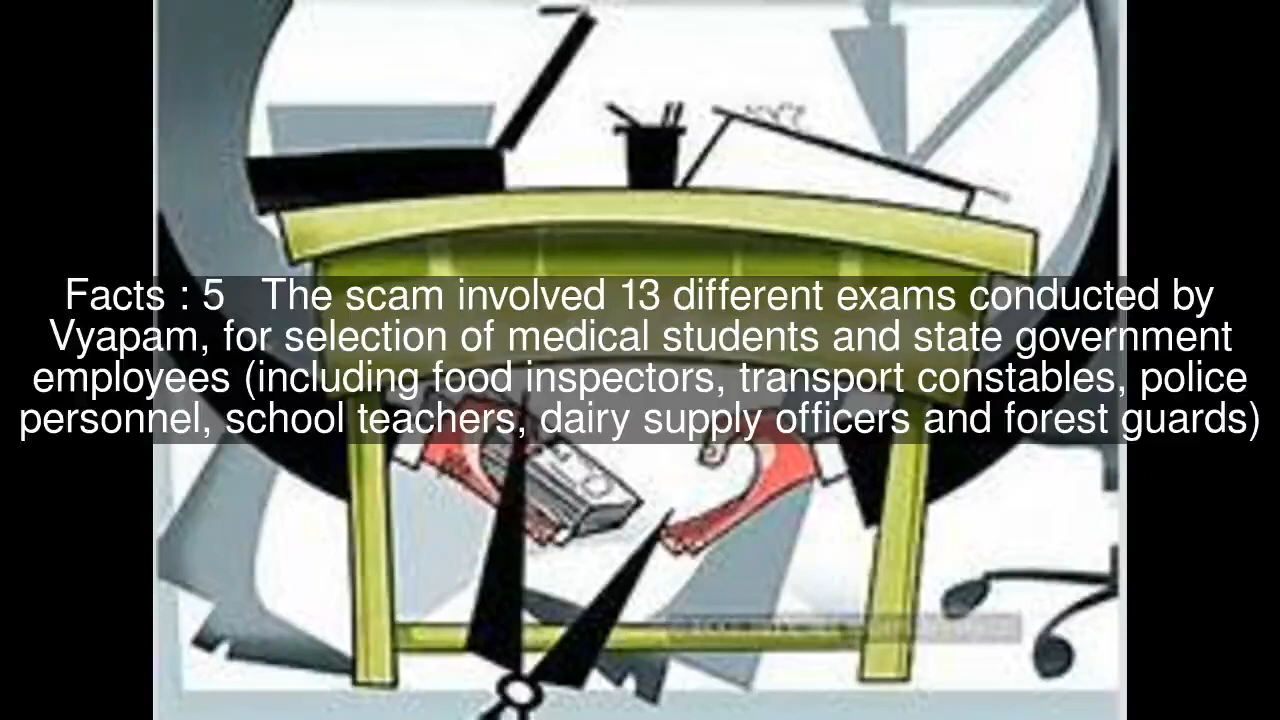 Facts : 5   The scam involved 13 different exams conducted by
Vyapam, for selection of medical students and state government
employees (including food inspectors, transport constables, police
personnel, school teachers, dairy supply officers and forest guards)